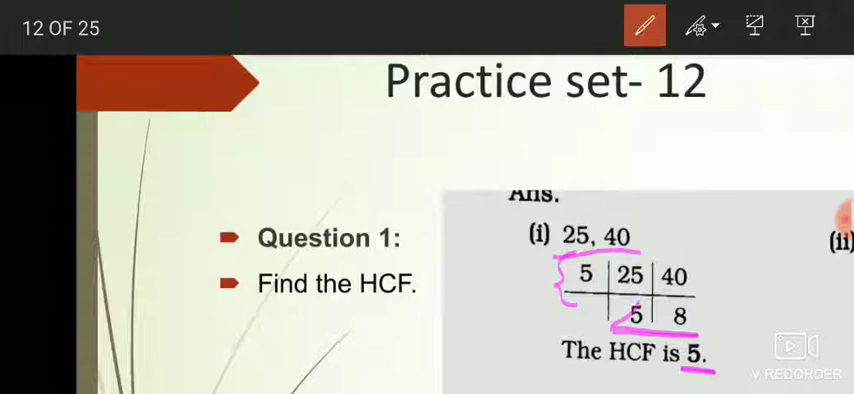 12 OF 25
Practice set- 12
Question 1:
Find the HCF.
Ans.
(i) 25, 40
5 25 40
5 8
The HCF is 5.
(ii)
V RECORDER